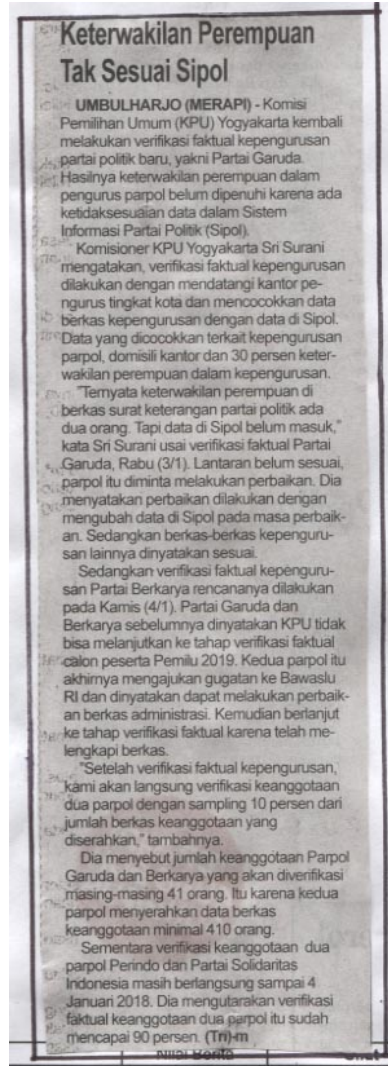 Keterwakilan Perempuan
Tak Sesuai Sipol
UMBULHARJO (MERAPI) - Komisi
Pemilihan Umum (KPU) Yogyakarta kembali
melakukan verifikasi faktual kepengurusan
partai politik baru, yakni Partai Garuda.
Hasilnya keterwakilan perempuan dalam
pengurus parpol belum dipenuhi karena ada
ketidaksesuaian data dalam Sistem
Informasi Partai Politik (Sipol).
Komisioner KPU Yogyakarta Sri Surani
mengatakan, verifikasi faktual kepengurusan
dilakukan dengan mendatangi kantor pe-
ngurus tingkat kota dan mencocokkan data
berkas kepengurusan dengan data di Sipol.
Data yang dicocokkan terkait kepengurusan
parpol, domisili kantor dan 30 persen keter-
wakilan perempuan dalam kepengurusan.
"Ternyata keterwakilan perempuan di
berkas surat keterangan partai politik ada
dua orang. Tapi data di Sipol belum masuk,"
kata Sri Surani usai verifikasi faktual Partai
Garuda, Rabu (3/1). Lantaran belum sesuai,
parpol itu diminta melakukan perbaikan. Dia
menyatakan perbaikan dilakukan dengan
mengubah data di Sipol pada masa perbaik-
an. Sedangkan berkas-berkas kepenguru-
san lainnya dinyatakan sesuai.
Sedangkan verifikasi faktual kepenguru-
san Partai Berkarya rencananya dilakukan
pada Kamis (4/1). Partai Garuda dan
Berkarya sebelumnya dinyatakan KPU tidak
bisa melanjutkan ke tahap verifikasi faktual
calon peserta Pemilu 2019. Kedua parpol itu
akhirnya mengajukan gugatan ke Bawaslu
RI dan dinyatakan dapat melakukan perbaik-
an berkas administrasi. Kemudian berlanjut
ke tahap verifikasi faktual karena telah me-
lengkapi berkas.
"Setelah verifikasi faktual kepengurusan,
kami akan langsung verifikasi keanggotaan
dua parpol dengan sampling 10 persen dari
jumlah berkas keanggotaan yang
diserahkan," tambahnya.
Dia menyebut jumlah keanggotaan Parpol
Garuda dan Berkarya yang akan diverifikasi
masing-masing 41 orang. Itu karena kedua
parpol menyerahkan data berkas
keanggotaan minimal 410 orang.
Sementara verifikasi keanggotaan dua
parpol Perindo dan Partai Solidaritas
Indonesia masih berlangsung sampai 4
Januari 2018. Dia mengutarakan verifikasi
faktual keanggotaan dua parpol itu sudah
mencapai 90 persen. (Tri)-m
Nilai Berita